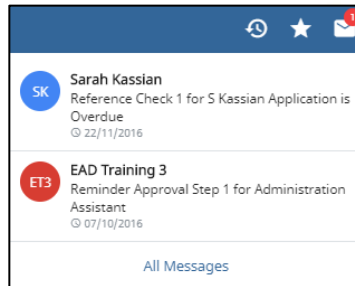 1
SK
Sarah Kassian
Reference Check 1 for S Kassian Application is
Overdue
22/11/2016
ET3
EAD Training 3
Reminder Approval Step 1 for Administration
Assistant
07/10/2016
All Messages